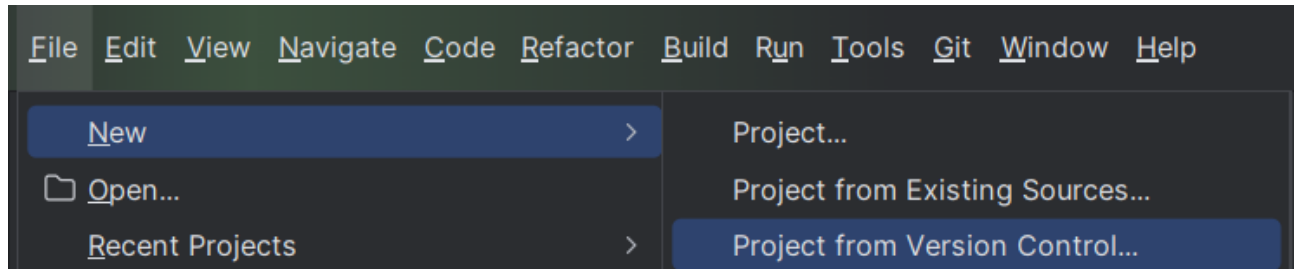 File Edit View Navigate Code Refactor Build Run Tools Git Window Help
New
Open...
Recent Projects
Project...
Project from Existing Sources...
Project from Version Control...